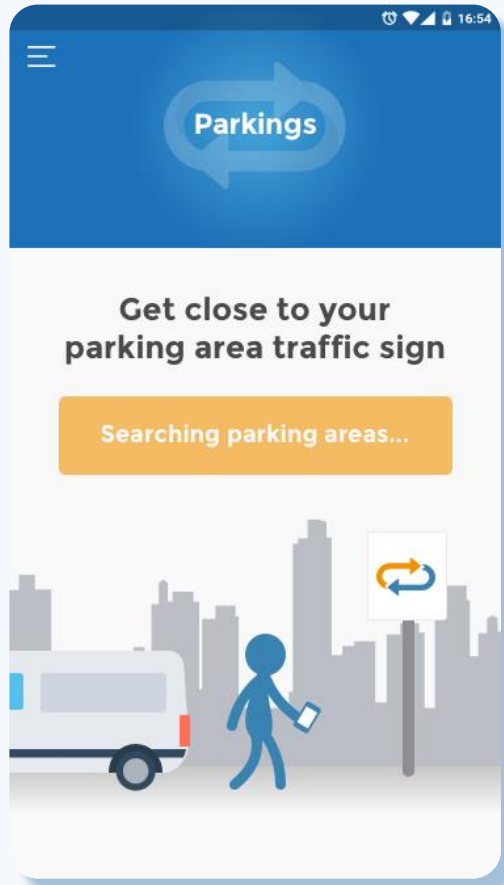 16:54
Parkings
Get close to your
parking area traffic sign
Searching parking areas...